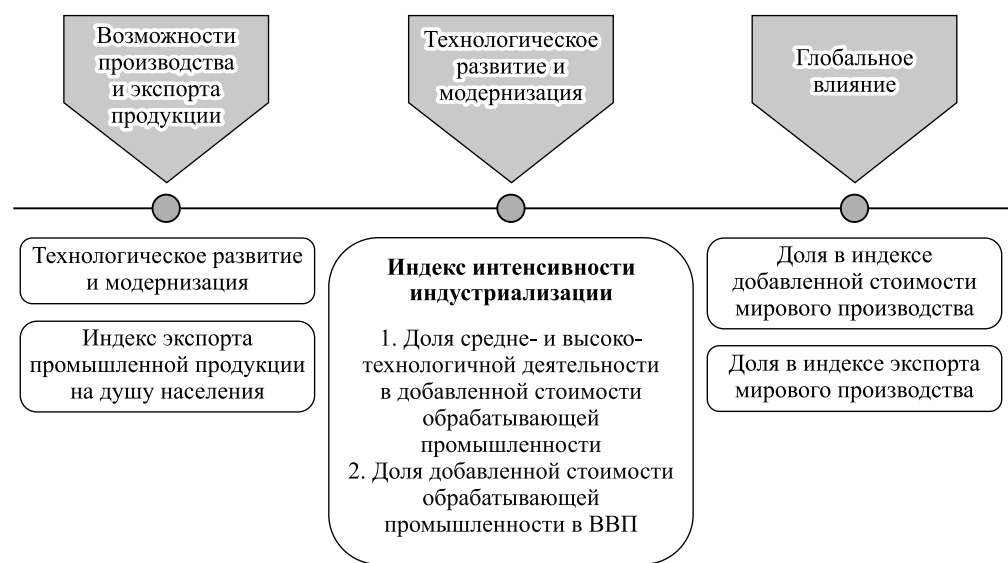 Возможности
производства
и экспорта
продукции
Технологическое
развитие и
модернизация
Глобальное
влияние
Технологическое развитие
и модернизация
Индекс экспорта
промышленной продукции
на душу населения
Индекс интенсивности
индустриализации
1. Доля средне- и высоко-
технологичной деятельности
в добавленной стоимости
обрабатывающей
промышленности
2. Доля добавленной стоимости
обрабатывающей
промышленности в ВВП
Доля в индексе
добавленной стоимости
мирового производства
Доля в индексе экспорта
мирового производства